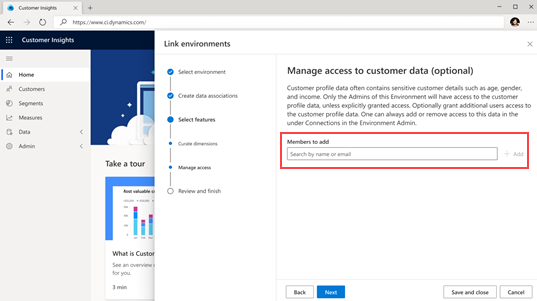 Customer Insights
https://www.ci.dynamics.com/
Customer Insights
Home
Customers
Segments
Measures
Data
Admin
Take a tour
What is Custom
See an overview
for you.
3 min
Link environments
Select environment
Create data associations
Select features
Curate dimensions
Manage access
Review and finish
Manage access to customer data (optional)
Customer profile data often contains sensitive customer details such as age, gender,
and income. Only the Admins of this Environment will have access to the customer
profile data, unless explicitly granted access. Optionally grant additional users access to
the customer profile data. One can always add or remove access to this data in the
under Connections in the Environment Admin.
Members to add
Search by name or email
Add
Back
Next
Save and close
Cancel